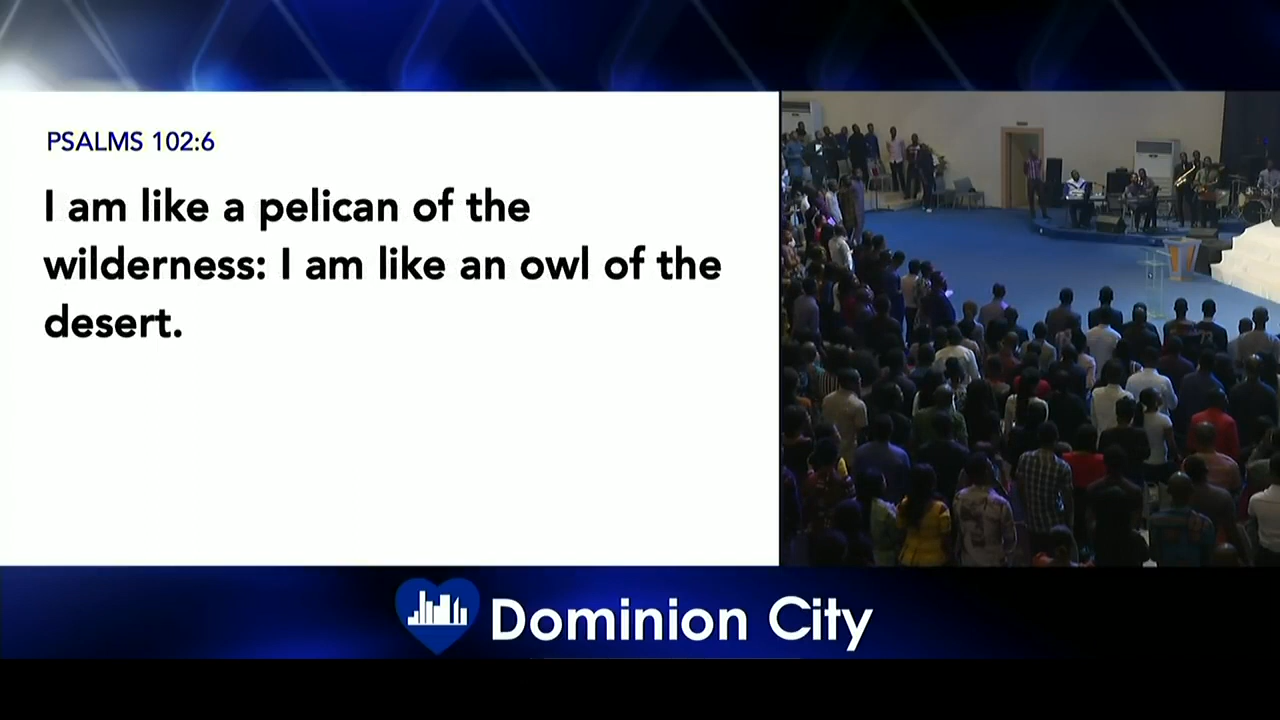 PSALMS 102:6
I am like a pelican of the
wilderness: I am like an owl of the
desert.
Dominion City